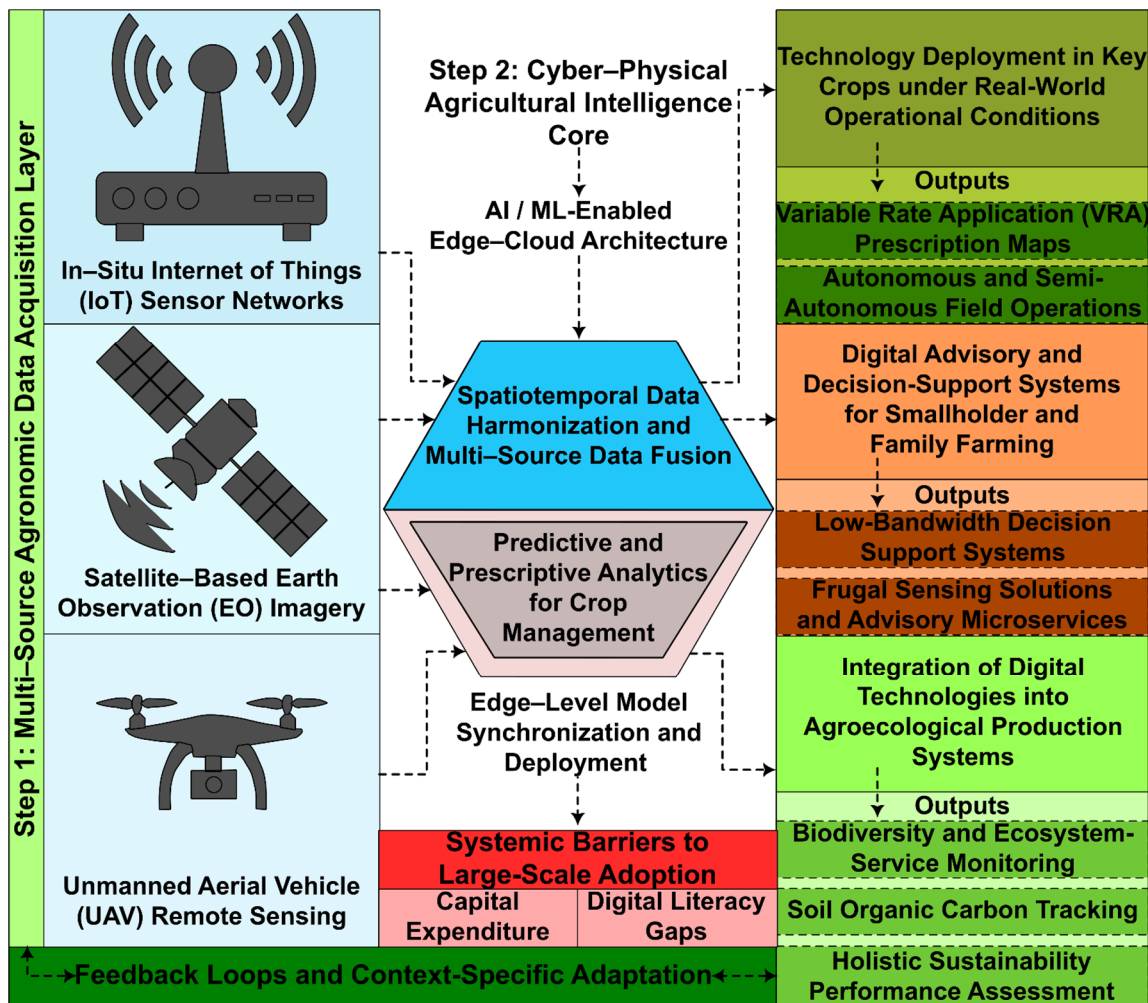 Step 1: Multi–Source Agronomic Data Acquisition Layer
In–Situ Internet of Things
(IoT) Sensor Networks
Satellite–Based Earth
Observation (EO) Imagery
Unmanned Aerial Vehicle
(UAV) Remote Sensing
Step 2: Cyber–Physical
Agricultural Intelligence
Core
AI / ML-Enabled
Edge–Cloud Architecture
Spatiotemporal Data
Harmonization and
Multi–Source Data Fusion
Predictive and
Prescriptive Analytics
for Crop
Management
Edge–Level Model
Synchronization and
Deployment
Systemic Barriers to
Large-Scale Adoption
Capital
Expenditure
Digital Literacy
Gaps
Technology Deployment in Key
Crops under Real-World
Operational Conditions
Outputs
Variable Rate Application (VRA)
Prescription Maps
Autonomous and Semi-
Autonomous Field Operations
Digital Advisory and
Decision-Support Systems
for Smallholder and
Family Farming
Outputs
Low-Bandwidth Decision
Support Systems
Frugal Sensing Solutions
and Advisory Microservices
Integration of Digital
Technologies into
Agroecological Production
Systems
Outputs
Biodiversity and Ecosystem-
Service Monitoring
Soil Organic Carbon Tracking
Holistic Sustainability
Performance Assessment
Feedback Loops and Context-Specific Adaptation